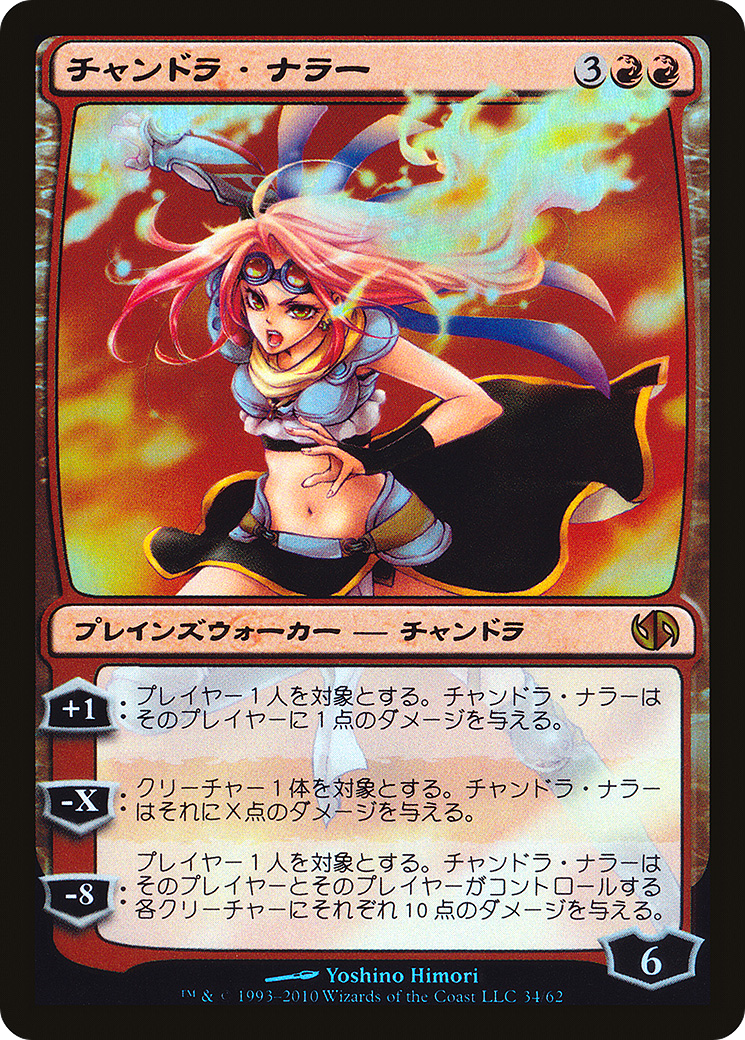 チャンドラ・ナラー 3
プレインズウォーカー — チャンドラ
+1 : プレイヤー1人を対象とする。チャンドラ・ナラーは
そのプレイヤーに1点のダメージを与える。
-X : クリーチャー1体を対象とする。チャンドラ・ナラー
はそれにX点のダメージを与える。
-8 : プレイヤー1人を対象とする。チャンドラ・ナラーは
そのプレイヤーとそのプレイヤーがコントロールする
各クリーチャーにそれぞれ10点のダメージを与える。
6
Yoshino Himori
™ & © 1993–2010 Wizards of the Coast LLC 34/62